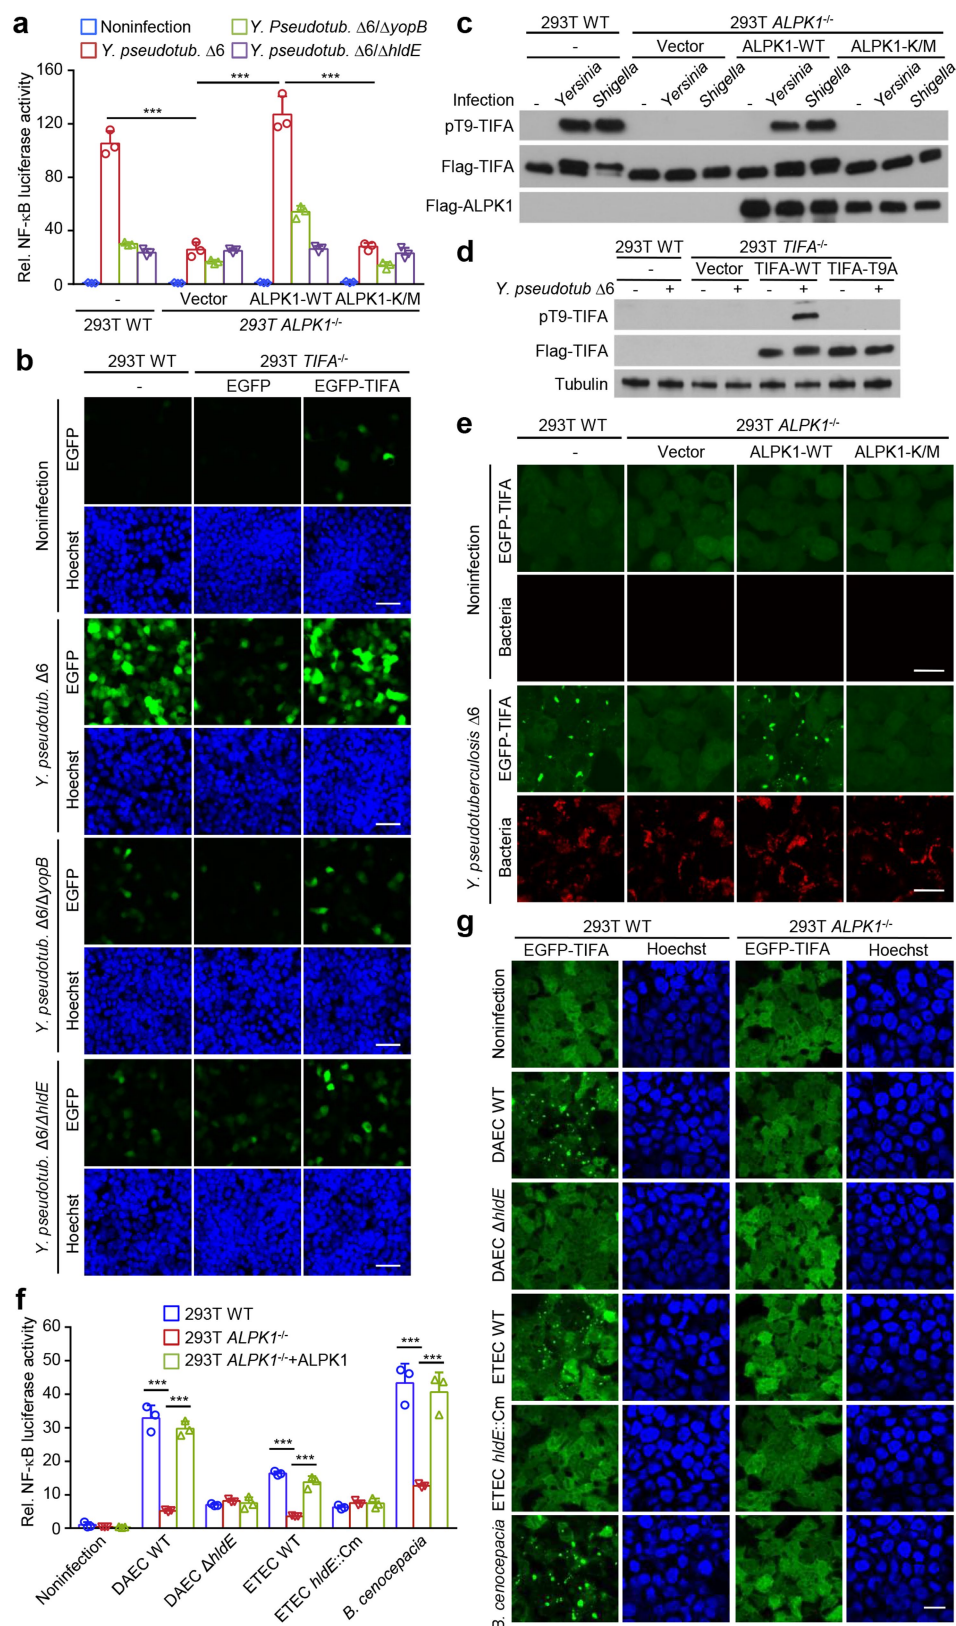 a
Noninfection
Y. Pseudotub. Δ6/ΔyopB
Y. pseudotub. Δ6
Y. pseudotub. Δ6/ΔhldE
Rel. NF-κB luciferase activity
160
120
80
40
0
***
***
***
-
Vector
ALPK1-WT
ALPK1-K/M
293T WT
293T ALPK1-/-
b
293T WT
293T TIFA-/-
-
EGFP
EGFP-TIFA
Noninfection
EGFP
Hoechst
Y. pseudotub. Δ6
EGFP
Hoechst
Y. pseudotub. Δ6/ΔyopB
EGFP
Hoechst
Y. pseudotub. Δ6/ΔhldE
EGFP
Hoechst
c
293T WT
293T ALPK1-/-
-
Vector
ALPK1-WT
ALPK1-K/M
Infection
- Yersinia Shigella - Yersinia Shigella - Yersinia Shigella - Yersinia Shigella
pT9-TIFA
Flag-TIFA
Flag-ALPK1
d
293T WT
293T TIFA-/-
-
Vector
TIFA-WT
TIFA-T9A
Y. pseudotub Δ6
- + - + - + - +
pT9-TIFA
Flag-TIFA
Tubulin
e
293T WT
293T ALPK1-/-
-
Vector
ALPK1-WT
ALPK1-K/M
Noninfection
EGFP-TIFA
Bacteria
Y. pseudotuberculosis Δ6
EGFP-TIFA
Bacteria
f
293T WT
293T ALPK1-/-
293T ALPK1-/-+ALPK1
Rel. NF-κB luciferase activity
60
50
40
30
20
10
0
***
***
***
***
***
***
Noninfection
DAEC WT
DAEC ΔhldE
ETEC WT
ETEC hldE::Cm
B. cenocepacia
g
293T WT
293T ALPK1-/-
EGFP-TIFA
Hoechst
EGFP-TIFA
Hoechst
Noninfection
DAEC WT
DAEC ΔhldE
ETEC WT
ETEC hldE::Cm
B. cenocepacia